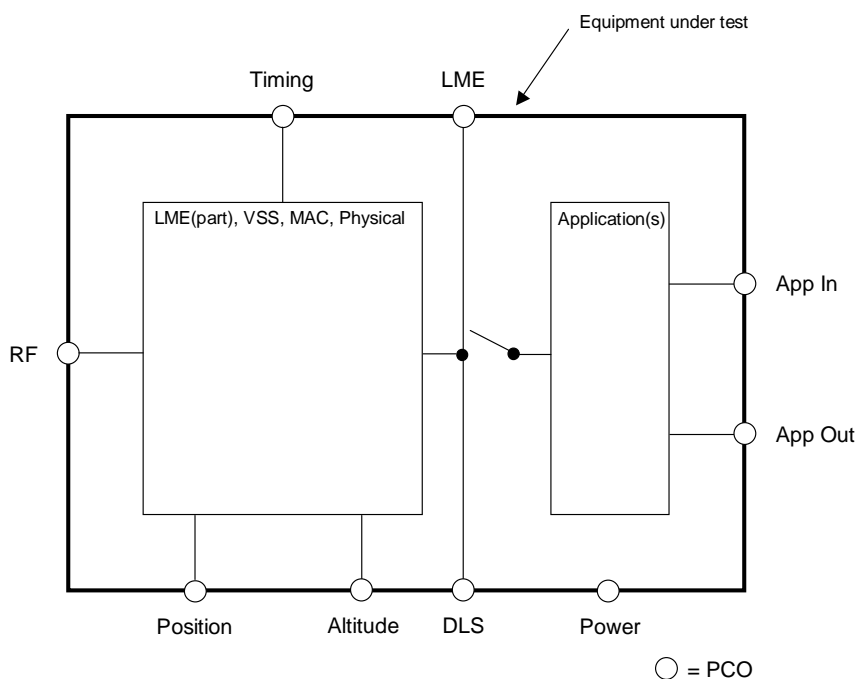 Equipment under test
Timing
LME
LME(part), VSS, MAC, Physical
Application(s)
App In
RF
App Out
Position
Altitude
DLS
Power
= PCO